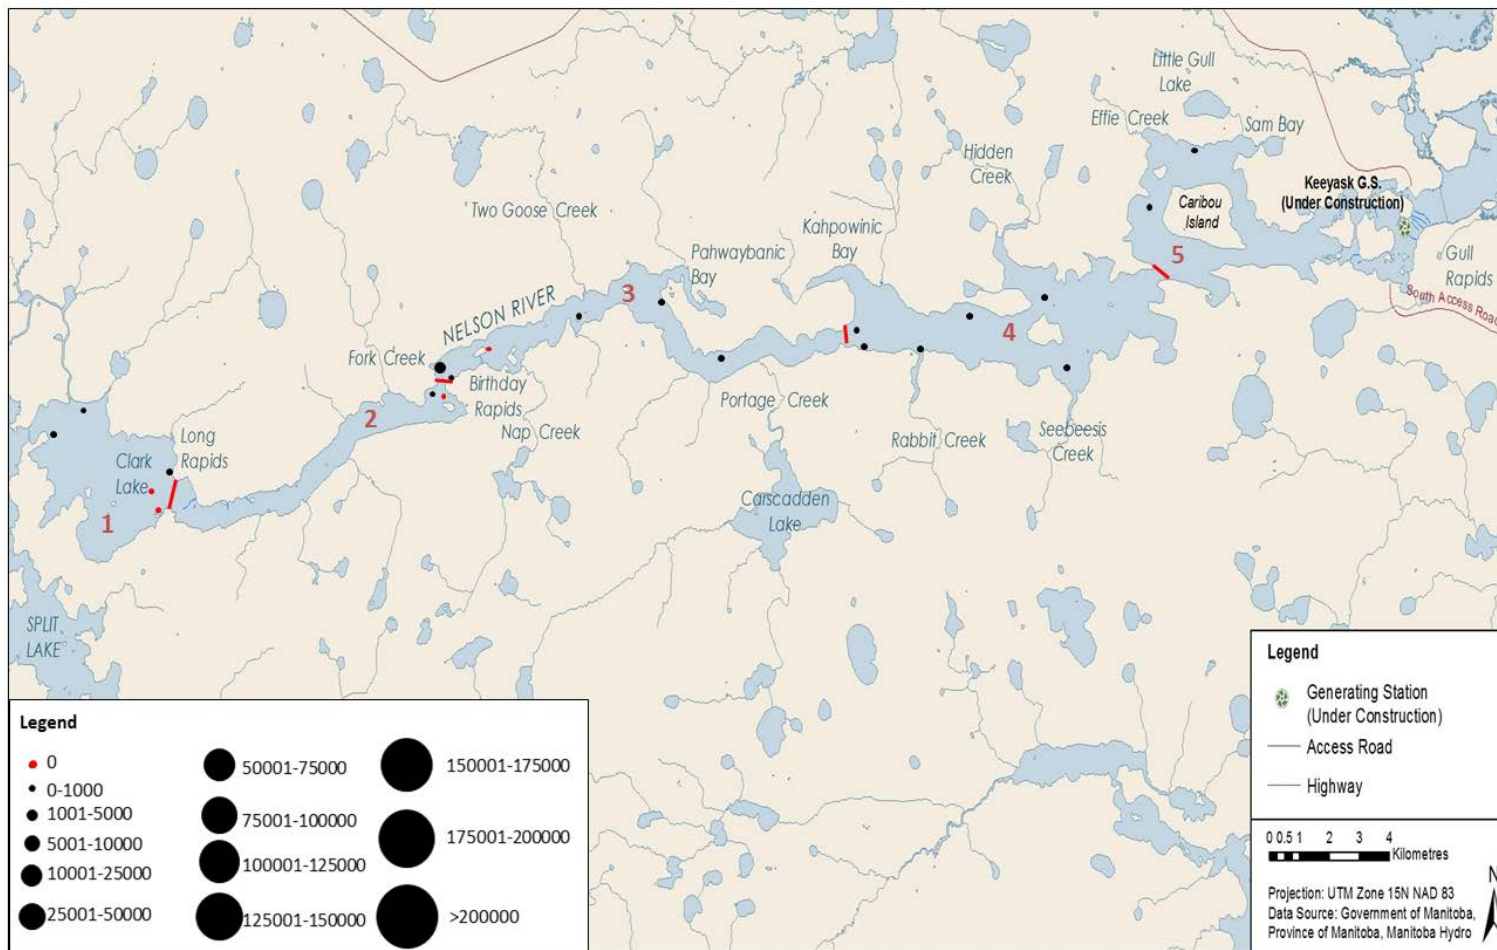 Little Gull
Lake
Effie Creek
Sam Bay
Hidden
Creek
Keeyask G.S.
(Under Construction)
Caribou
Island
Two Goose Creek
Kahpowinic
Bay
Pahwaybanic
Bay
5
Gull
Rapids
South Access Road
3
NELSON RIVER
4
Fork Creek
Birthday
Rapids
Portage Creek
2
Nap Creek
Rabbit Creek
Seebeesis
Creek
Long
Rapids
Clark
Lake
1
Carscadden
Lake
SPLIT
LAKE
Legend
0
0-1000
1001-5000
5001-10000
10001-25000
25001-50000
50001-75000
75001-100000
100001-125000
125001-150000
150001-175000
175001-200000
>200000
Legend
Generating Station
(Under Construction)
Access Road
Highway
0 0.5 1 2 3 4
Kilometres
N
Projection: UTM Zone 15N NAD 83
Data Source: Government of Manitoba,
Province of Manitoba, Manitoba Hydro